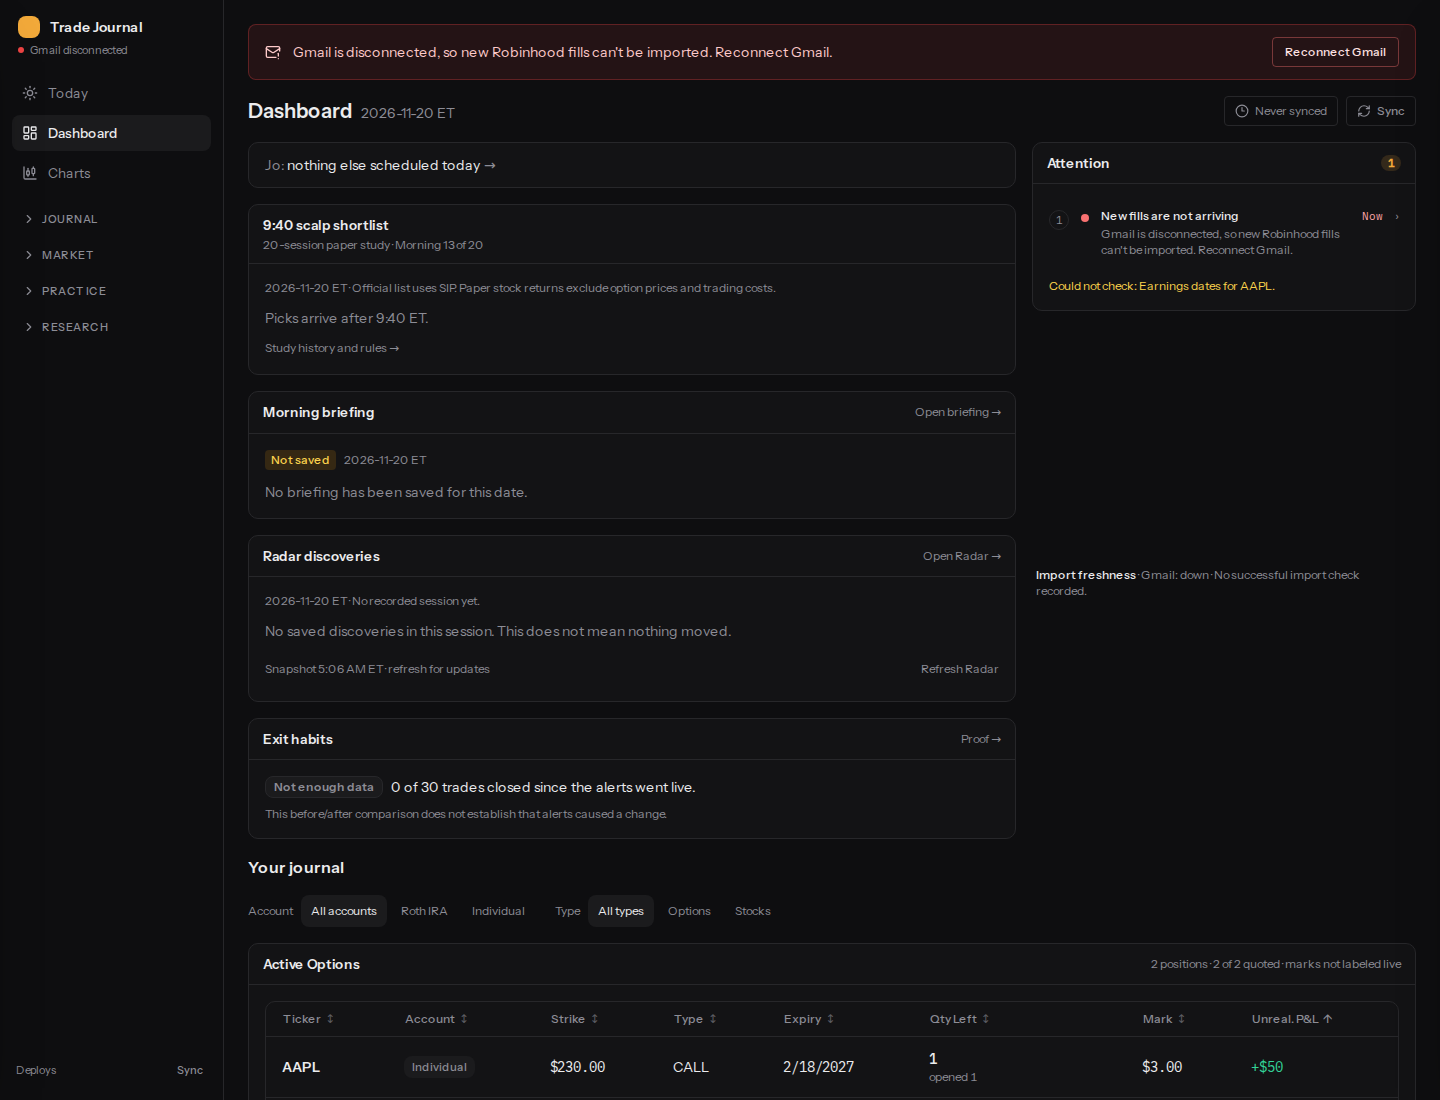 Trade Journal
Gmail disconnected
Today
Dashboard
Charts
JOURNAL
MARKET
PRACTICE
RESEARCH
Deploys
Sync
Gmail is disconnected, so new Robinhood fills can't be imported. Reconnect Gmail.
Reconnect Gmail
Dashboard 2026-11-20 ET
Never synced
Sync
Jo: nothing else scheduled today →
9:40 scalp shortlist
20-session paper study · Morning 13 of 20
2026-11-20 ET · Official list uses SIP. Paper stock returns exclude option prices and trading costs.
Picks arrive after 9:40 ET.
Study history and rules →
Morning briefing
Open briefing →
Not saved 2026-11-20 ET
No briefing has been saved for this date.
Radar discoveries
Open Radar →
2026-11-20 ET · No recorded session yet.
No saved discoveries in this session. This does not mean nothing moved.
Snapshot 5:06 AM ET · refresh for updates
Refresh Radar
Exit habits
Proof →
Not enough data 0 of 30 trades closed since the alerts went live.
This before/after comparison does not establish that alerts caused a change.
Attention
1
1
New fills are not arriving
Now ›
Gmail is disconnected, so new Robinhood fills
can't be imported. Reconnect Gmail.
Could not check: Earnings dates for AAPL.
Import freshness · Gmail: down · No successful import check
recorded.
Your journal
Account All accounts Roth IRA Individual Type All types Options Stocks
Active Options
2 positions · 2 of 2 quoted · marks not labeled live
Ticker ↕ Account ↕ Strike ↕ Type ↕ Expiry ↕ Qty Left ↕ Mark ↕ Unreal. P&L ↑
AAPL Individual $230.00 CALL 2/18/2027 1 $3.00 +$50
opened 1